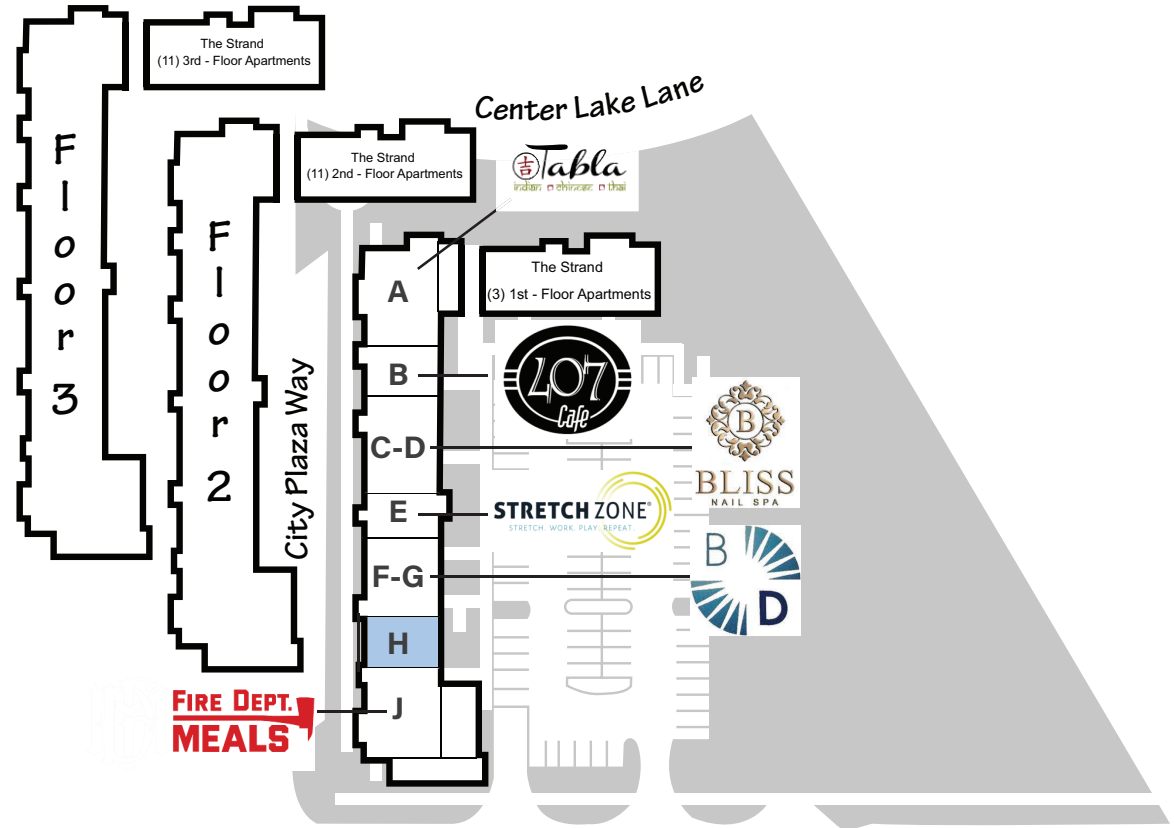 The Strand
(11) 3rd - Floor Apartments
Floor 3
Center Lake Lane
The Strand
(11) 2nd - Floor Apartments
吉 Tabla
indian chinese thai
Floor 2
City Plaza Way
The Strand
(3) 1st - Floor Apartments
A
B
407
Cafe
C-D
B
BLISS
NAIL SPA
E
STRETCH ZONE®
STRETCH. WORK. PLAY. REPEAT.
F-G
B
D
H
J
FIRE DEPT.
MEALS